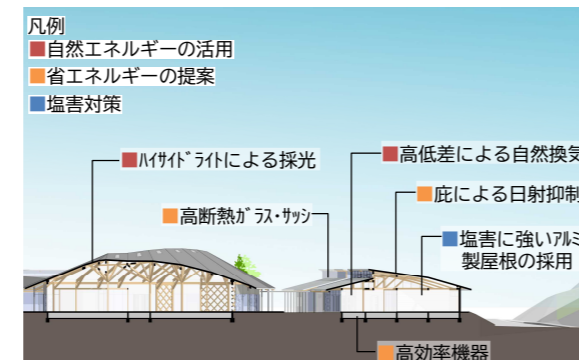 凡例
■自然エネルギーの活用
■省エネルギーの提案
■塩害対策
■ﾊｲｻｲﾄﾞﾗｲﾄによる採光
■高低差による自然換気
■高断熱ｶﾞﾗｽ・ｻｯｼ
■庇による日射抑制
■塩害に強いｱﾙﾐ
製屋根の採用
■高効率機器